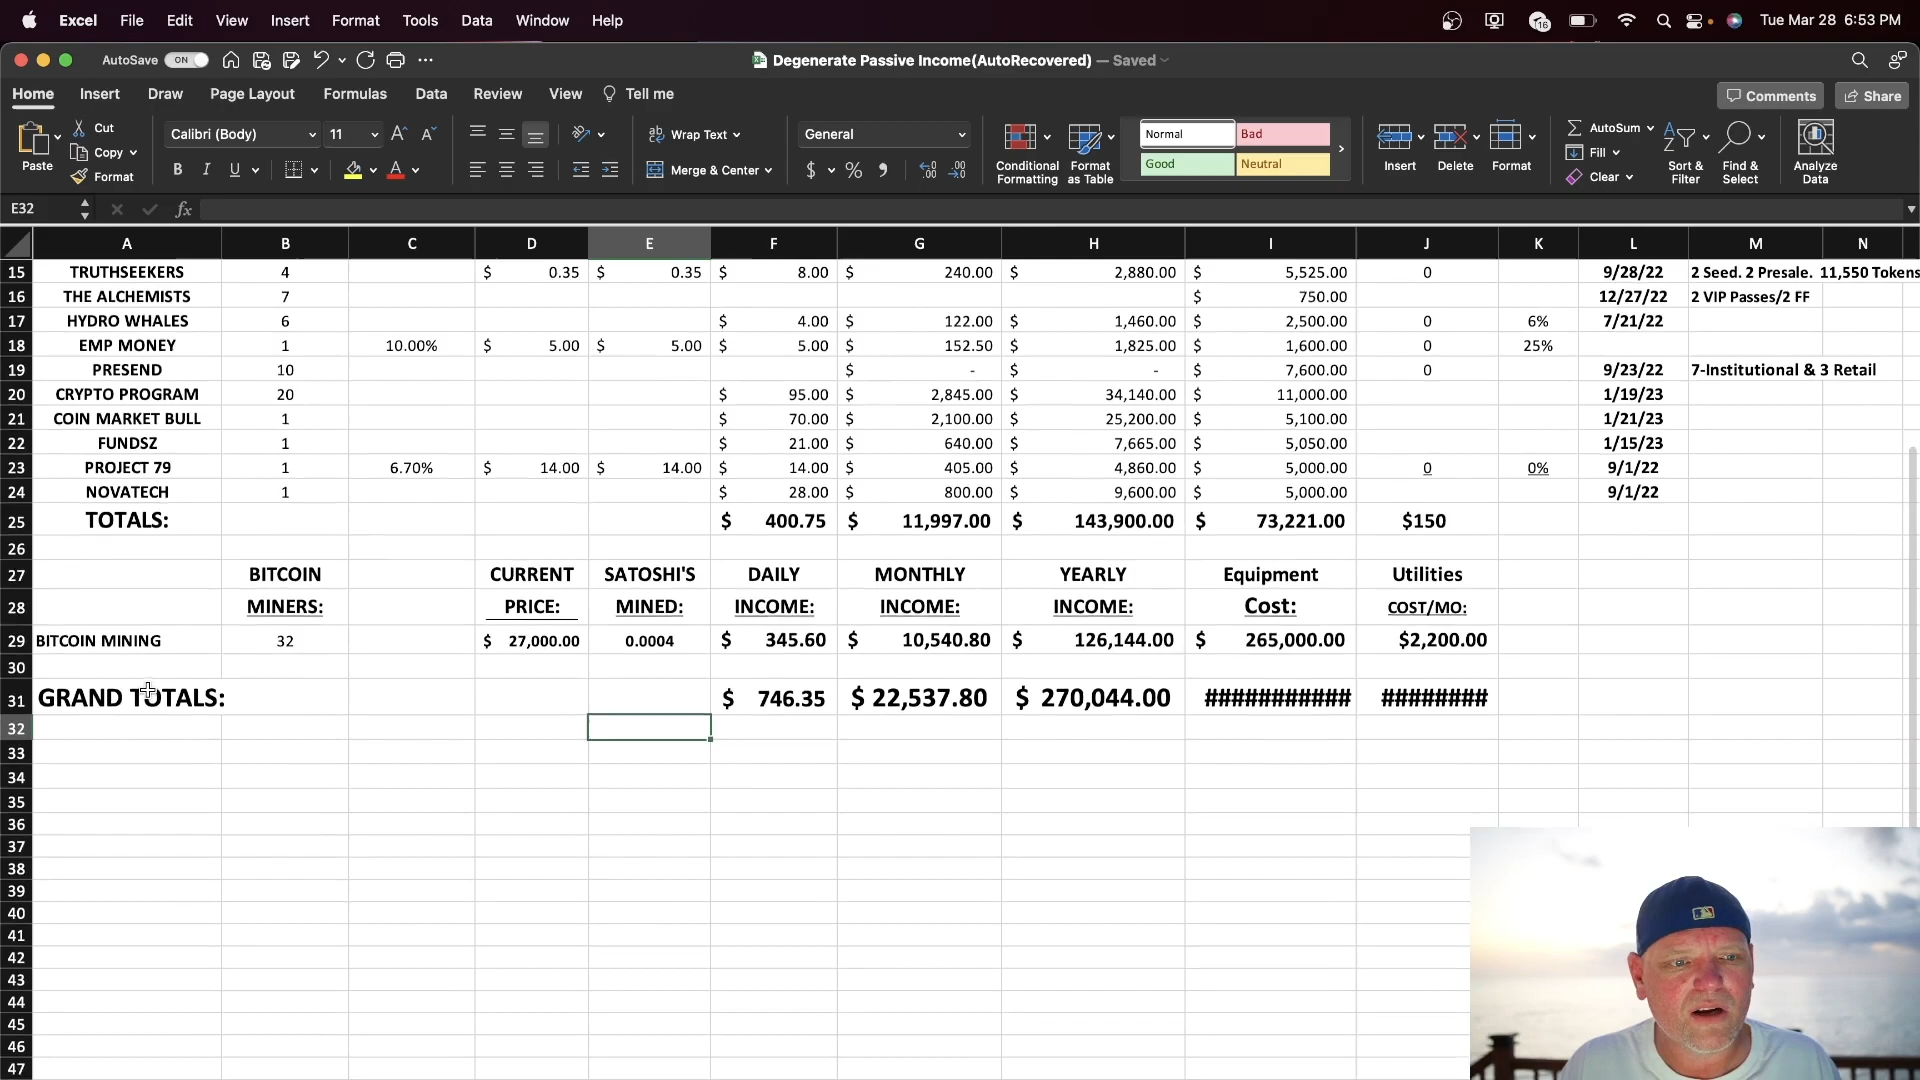 Excel File Edit View Insert Format Tools Data Window Help 16 Tue Mar 28 6:53 PM
AutoSave ON Degenerate Passive Income(AutoRecovered) — Saved
Home Insert Draw Page Layout Formulas Data Review View Tell me Comments Share
Paste Cut Copy Format
Calibri (Body) 11
B I U
Wrap Text
Merge & Center
General
$ % 9
Conditional Formatting
Format as Table
Normal Bad
Good Neutral
Insert Delete Format
AutoSum Fill Clear
Sort & Filter
Find & Select
Analyze Data
E32 fx
A B C D E F G H I J K L M N
15 TRUTHSEEKERS 4 $ 0.35 $ 0.35 $ 8.00 $ 240.00 $ 2,880.00 $ 5,525.00 0 9/28/22 2 Seed. 2 Presale. 11,550 Tokens
16 THE ALCHEMISTS 7 $ 750.00 12/27/22 2 VIP Passes/2 FF
17 HYDRO WHALES 6 $ 4.00 $ 122.00 $ 1,460.00 $ 2,500.00 0 6% 7/21/22
18 EMP MONEY 1 10.00% $ 5.00 $ 5.00 $ 5.00 $ 152.50 $ 1,825.00 $ 1,600.00 0 25%
19 PRESEND 10 $ - $ - $ 7,600.00 0 9/23/22 7-Institutional & 3 Retail
20 CRYPTO PROGRAM 20 $ 95.00 $ 2,845.00 $ 34,140.00 $ 11,000.00 1/19/23
21 COIN MARKET BULL 1 $ 70.00 $ 2,100.00 $ 25,200.00 $ 5,100.00 1/21/23
22 FUNDSZ 1 $ 21.00 $ 640.00 $ 7,665.00 $ 5,050.00 1/15/23
23 PROJECT 79 1 6.70% $ 14.00 $ 14.00 $ 14.00 $ 405.00 $ 4,860.00 $ 5,000.00 0 0% 9/1/22
24 NOVATECH 1 $ 28.00 $ 800.00 $ 9,600.00 $ 5,000.00 9/1/22
25 TOTALS: $ 400.75 $ 11,997.00 $ 143,900.00 $ 73,221.00 $150
26
27 BITCOIN CURRENT SATOSHI'S DAILY MONTHLY YEARLY Equipment Utilities
28 MINERS: PRICE: MINED: INCOME: INCOME: INCOME: Cost: COST/MO:
29 BITCOIN MINING 32 $ 27,000.00 0.0004 $ 345.60 $ 10,540.80 $ 126,144.00 $ 265,000.00 $2,200.00
30
31 GRAND TOTALS: $ 746.35 $ 22,537.80 $ 270,044.00 ########### ########
32
33
34
35
36
37
38
39
40
41
42
43
44
45
46
47